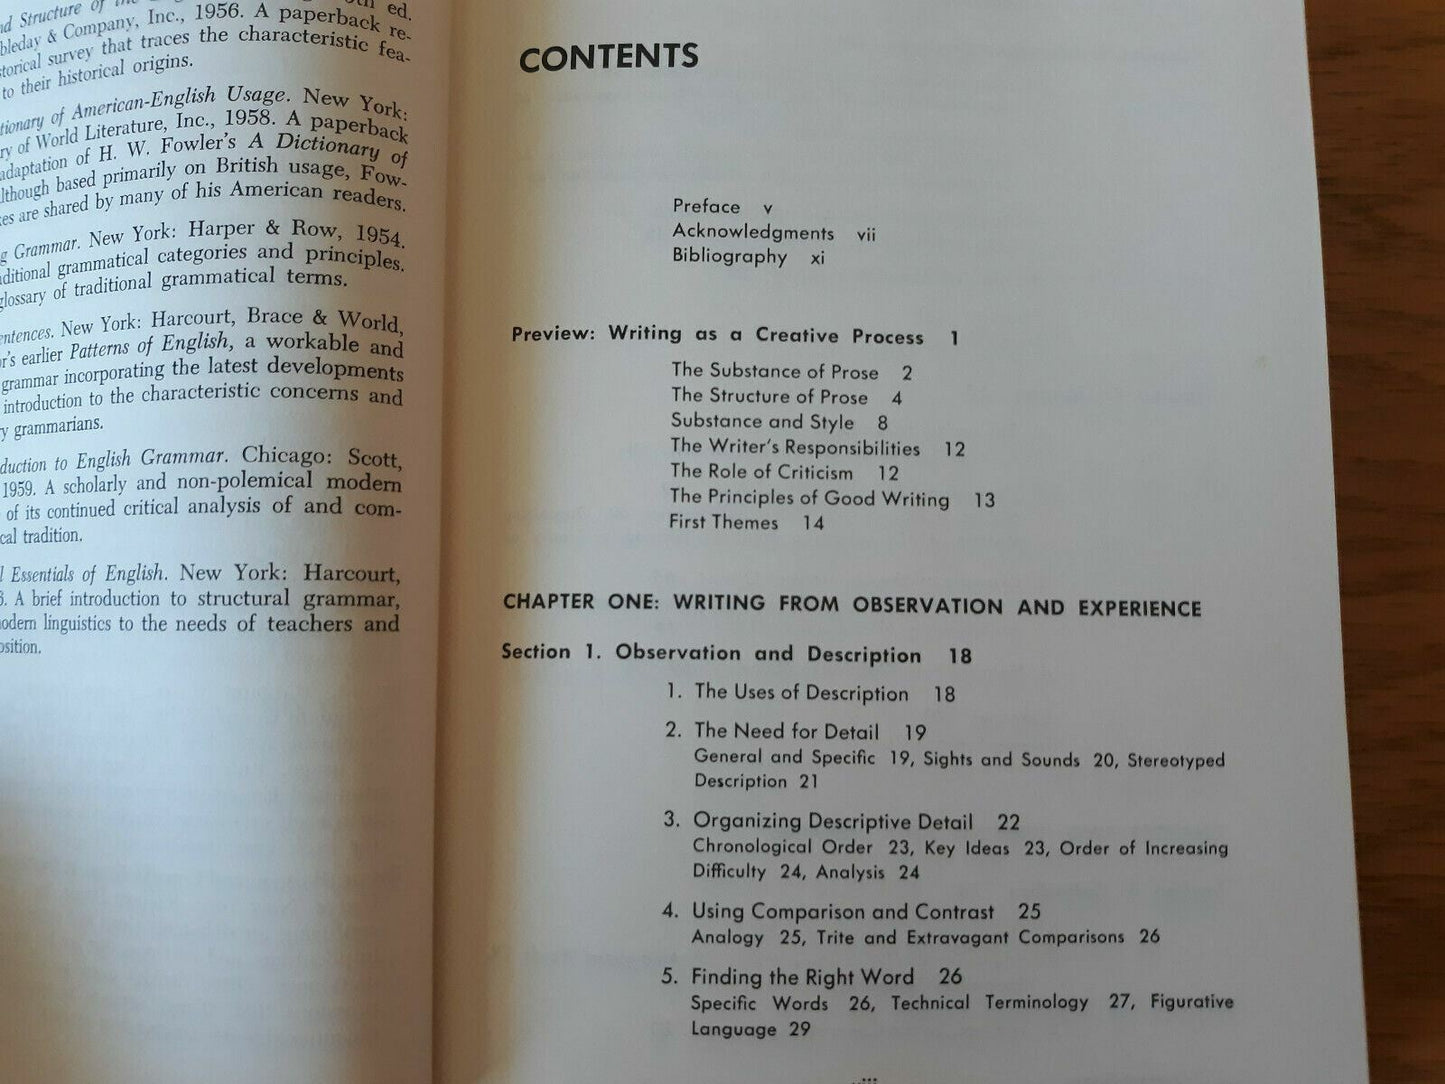 nd Structure of the
ed.
bleday & Company, Inc., 1956. A paperback re-
torical survey that traces the characteristic fea-
to their historical origins.
tionary of American-English Usage. New York:
ry of World Literature, Inc., 1958. A paperback
adaptation of H. W. Fowler's A Dictionary of
lthough based primarily on British usage, Fow-
es are shared by many of his American readers.
g Grammar. New York: Harper & Row, 1954.
ditional grammatical categories and principles.
glossary of traditional grammatical terms.
entences. New York: Harcourt, Brace & World,
r's earlier Patterns of English, a workable and
grammar incorporating the latest developments
introduction to the characteristic concerns and
y grammarians.
duction to English Grammar. Chicago: Scott,
1959. A scholarly and non-polemical modern
of its continued critical analysis of and com-
cal tradition.
l Essentials of English. New York: Harcourt,
6. A brief introduction to structural grammar,
odern linguistics to the needs of teachers and
osition.
CONTENTS
Preface v
Acknowledgments vii
Bibliography xi
Preview: Writing as a Creative Process 1
The Substance of Prose 2
The Structure of Prose 4
Substance and Style 8
The Writer's Responsibilities 12
The Role of Criticism 12
The Principles of Good Writing 13
First Themes 14
CHAPTER ONE: WRITING FROM OBSERVATION AND EXPERIENCE
Section 1. Observation and Description 18
1. The Uses of Description 18
2. The Need for Detail 19
General and Specific 19, Sights and Sounds 20, Stereotyped
Description 21
3. Organizing Descriptive Detail 22
Chronological Order 23, Key Ideas 23, Order of Increasing
Difficulty 24, Analysis 24
4. Using Comparison and Contrast 25
Analogy 25, Trite and Extravagant Comparisons 26
5. Finding the Right Word 26
Specific Words 26, Technical Terminology 27, Figurative
Language 29